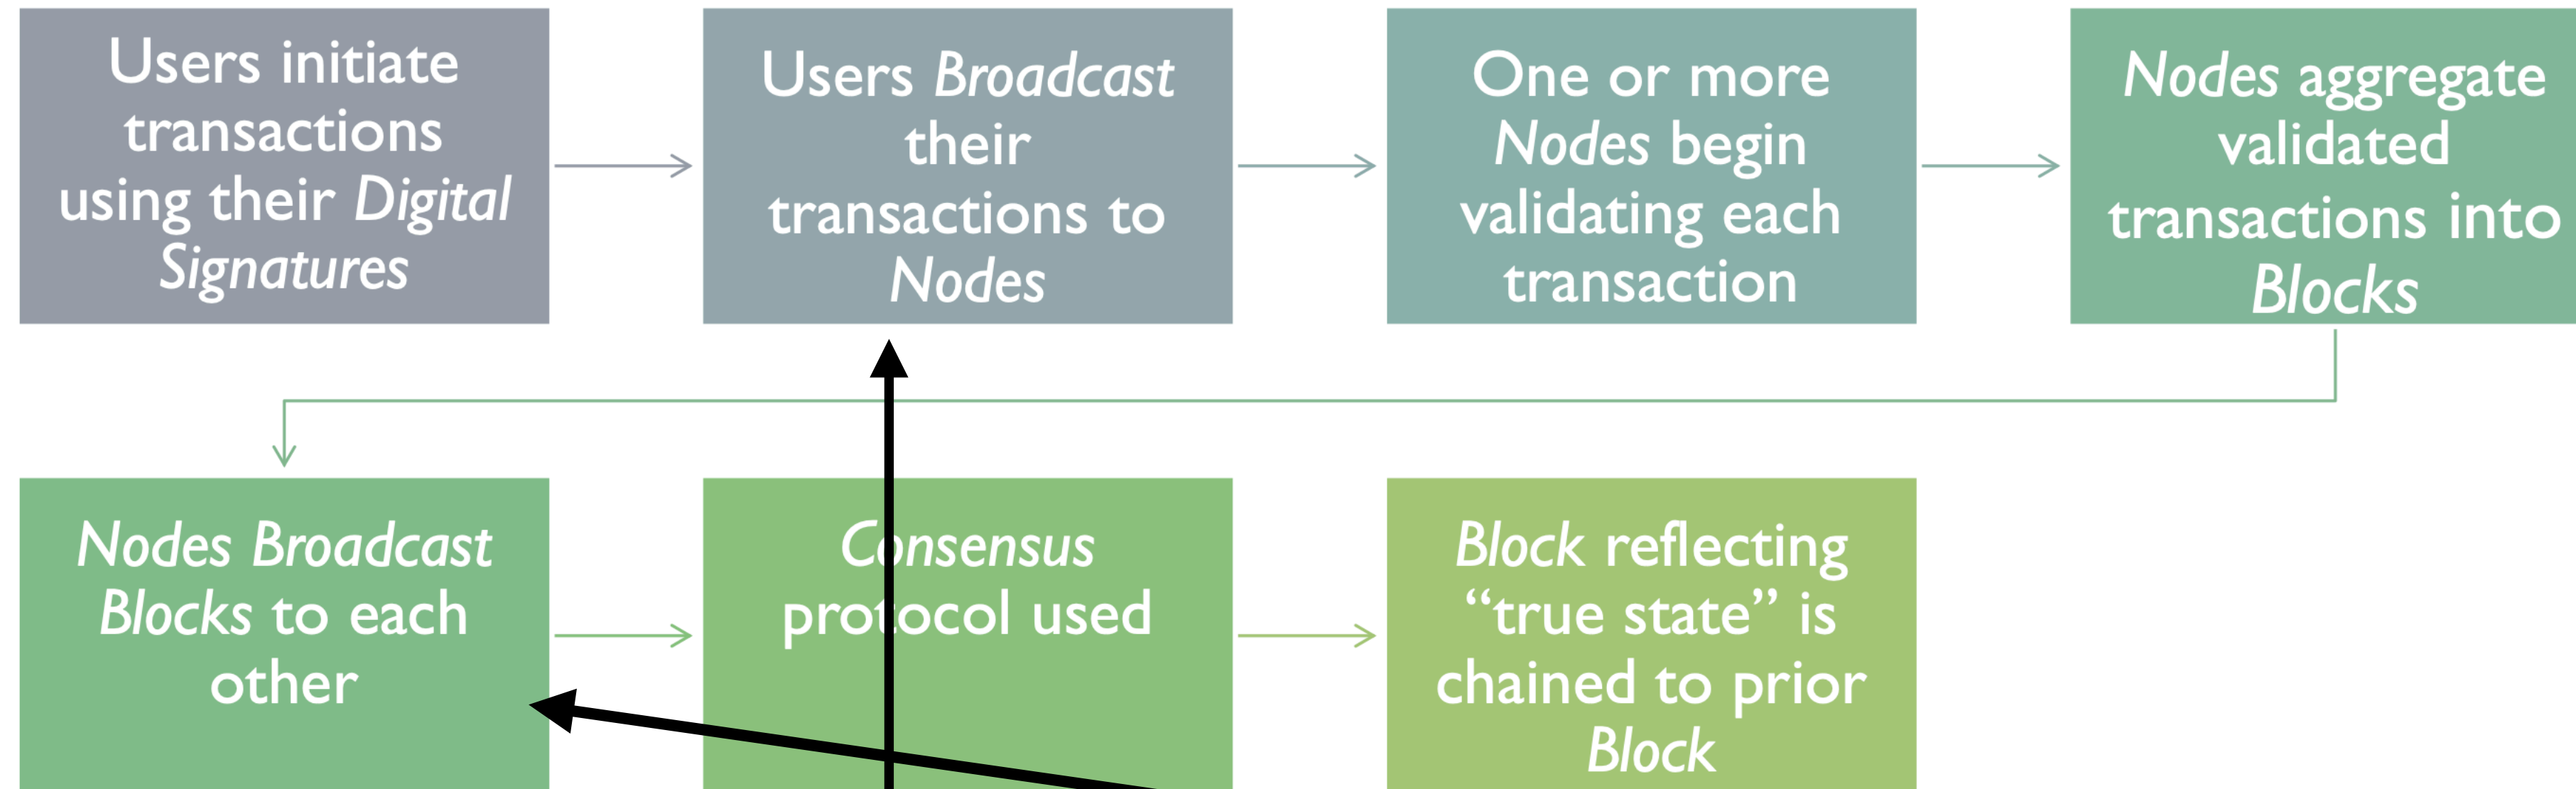 Users initiate
transactions
using their Digital
Signatures
Users Broadcast
their
transactions to
Nodes
One or more
Nodes begin
validating each
transaction
Nodes aggregate
validated
transactions into
Blocks
Nodes Broadcast
Blocks to each
other
Consensus
protocol used
Block reflecting
“true state” is
chained to prior
Block